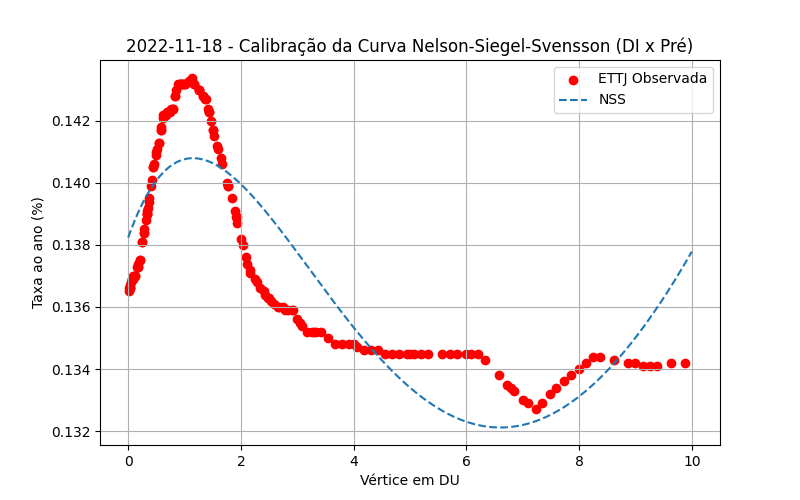 2022-11-18 - Calibração da Curva Nelson-Siegel-Svensson (DI x Pré)
ETTJ Observada
NSS
Taxa ao ano (%)
0.142
0.140
0.138
0.136
0.134
0.132
0 2 4 6 8 10
Vértice em DU